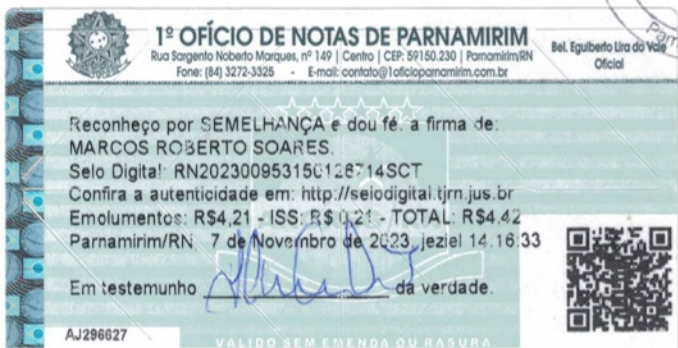 1º OFÍCIO DE NOTAS DE PARNAMIRIM
Rua Sargento Noberto Marques, nº 149 | Centro | CEP: 59150.230 | Parnamirim/RN
Fone: (84) 3272-3325 - E-mail: contato@1oficioparnamirim.com.br
Bel. Eguiberto Lira do Vale
Oficial
Reconheço por SEMELHANÇA e dou fé, a firma de:
MARCOS ROBERTO SOARES.
Selo Digital: RN202300953150128714SCT
Confira a autenticidade em: http://selodigital.tjrn.jus.br
Emolumentos: R$4,21 - ISS: R$ 0,21 - TOTAL: R$4,42
Parnamirim/RN 7 de Novembro de 2023, jeziel 14:16:33
Em testemunho da verdade.
AJ296627
VALIDO SEM EMENDA OU RASURA